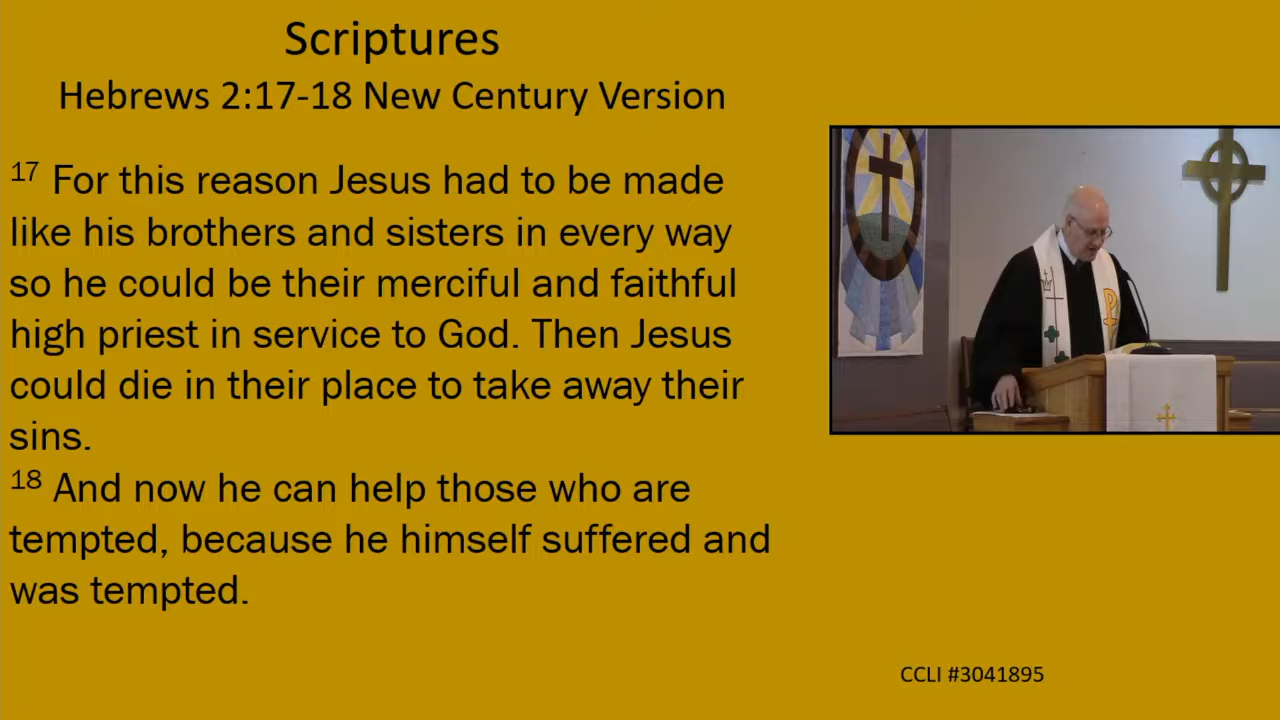 Scriptures
Hebrews 2:17-18 New Century Version
17 For this reason Jesus had to be made
like his brothers and sisters in every way
so he could be their merciful and faithful
high priest in service to God. Then Jesus
could die in their place to take away their
sins.
18 And now he can help those who are
tempted, because he himself suffered and
was tempted.
CCLI #3041895